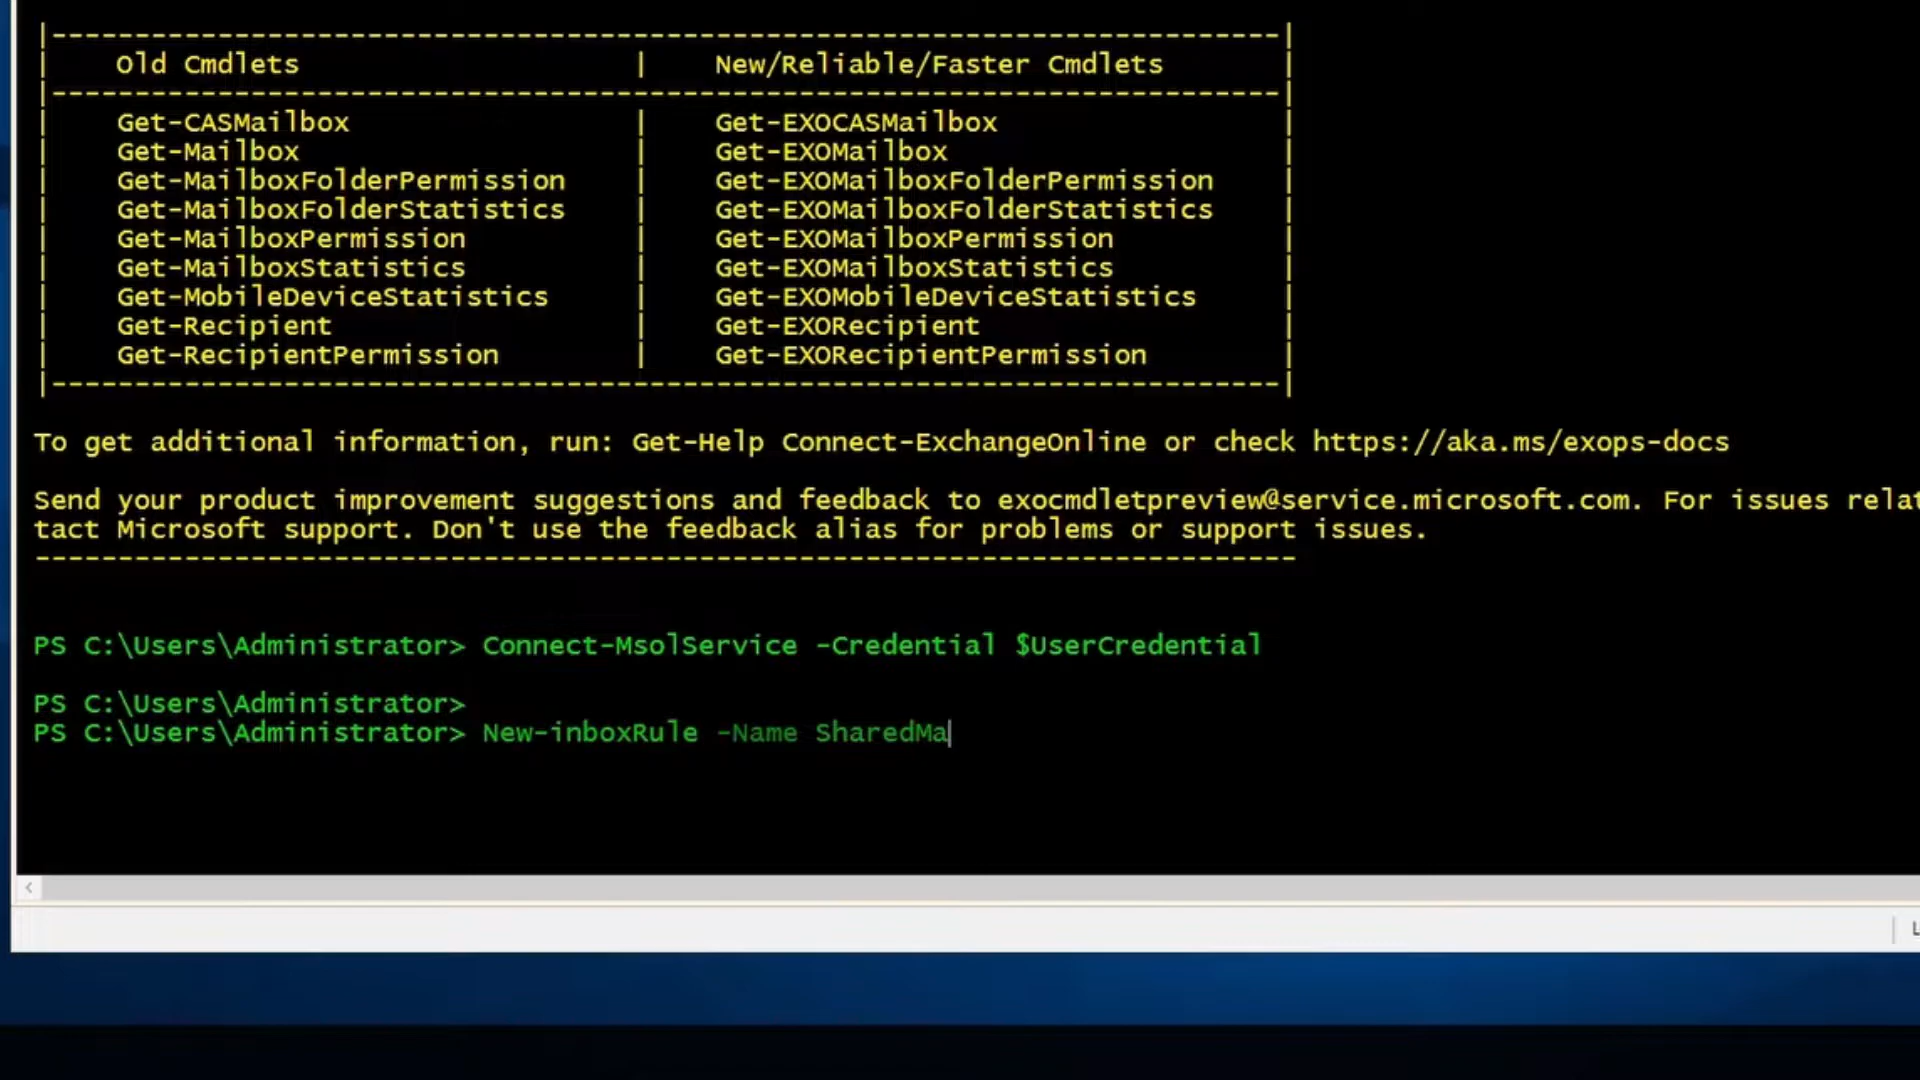 Old Cmdlets | New/Reliable/Faster Cmdlets
Get-CASMailbox | Get-EXOCASMailbox
Get-Mailbox | Get-EXOMailbox
Get-MailboxFolderPermission | Get-EXOMailboxFolderPermission
Get-MailboxFolderStatistics | Get-EXOMailboxFolderStatistics
Get-MailboxPermission | Get-EXOMailboxPermission
Get-MailboxStatistics | Get-EXOMailboxStatistics
Get-MobileDeviceStatistics | Get-EXOMobileDeviceStatistics
Get-Recipient | Get-EXORecipient
Get-RecipientPermission | Get-EXORecipientPermission
To get additional information, run: Get-Help Connect-ExchangeOnline or check https://aka.ms/exops-docs
Send your product improvement suggestions and feedback to exocmdletpreview@service.microsoft.com. For issues relat
tact Microsoft support. Don't use the feedback alias for problems or support issues.
PS C:\Users\Administrator> Connect-MsolService -Credential $UserCredential
PS C:\Users\Administrator>
PS C:\Users\Administrator> New-inboxRule -Name SharedMa